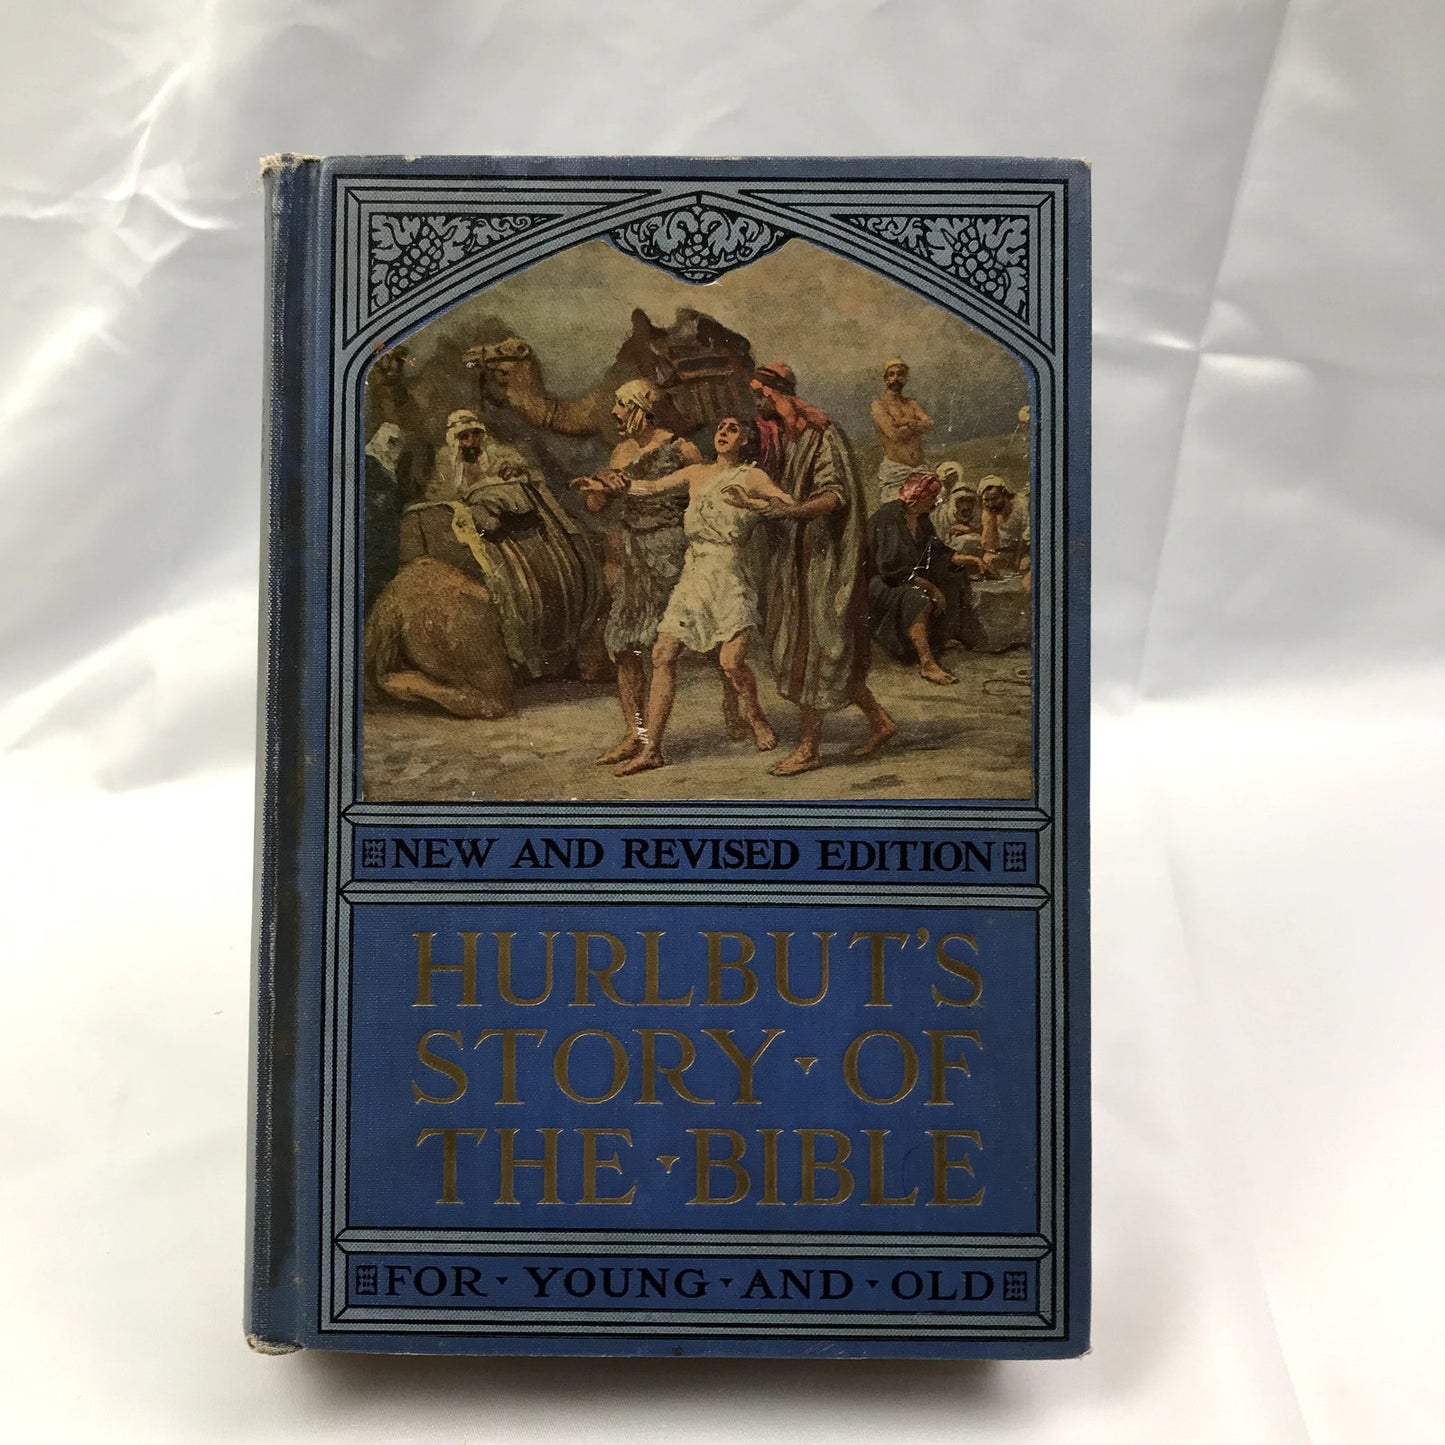 NEW AND REVISED EDITION
HURLBUT'S
STORY ▾ OF
THE ▾ BIBLE
FOR ▾ YOUNG ▾ AND ▾ OLD